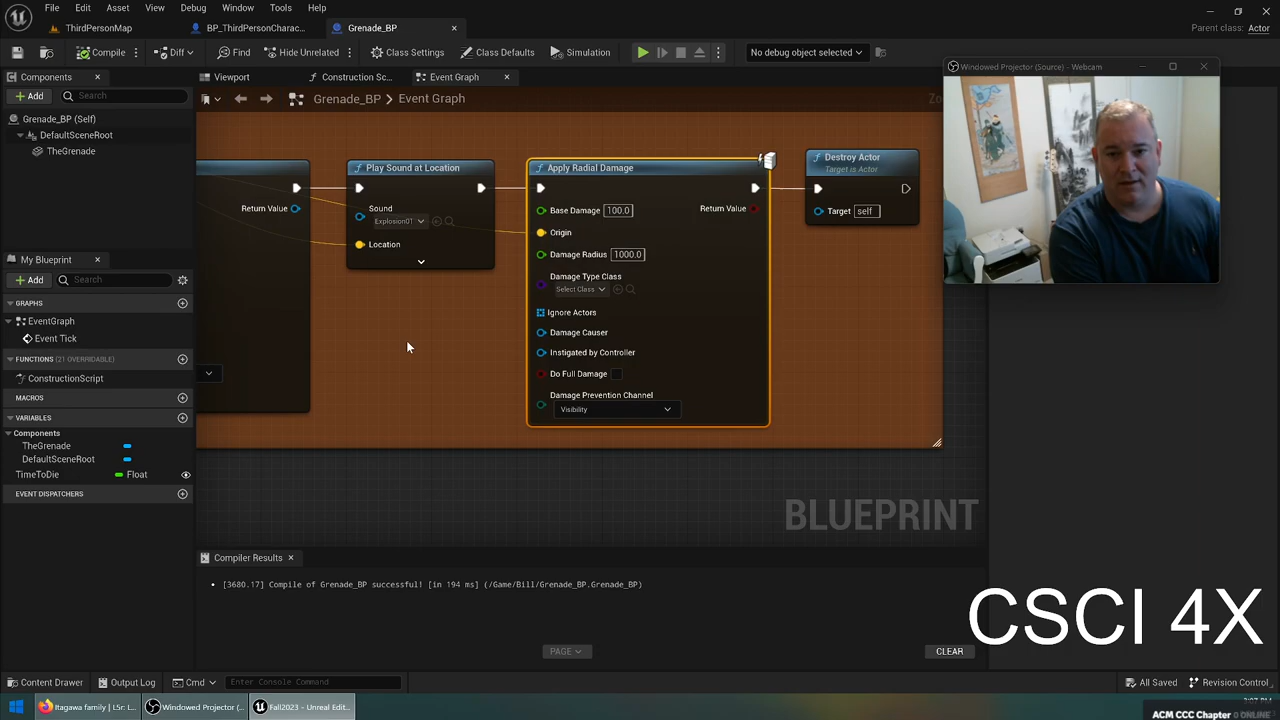 File Edit Asset View Debug Window Tools Help
ThirdPersonMap
BP_ThirdPersonCharac...
Grenade_BP
Parent class: Actor
Compile
Diff
Find
Hide Unrelated
Class Settings
Class Defaults
Simulation
No debug object selected
Windowed Projector (Source) - Webcam
Components
Viewport
Construction Sc...
Event Graph
Add
Search
Grenade_BP > Event Graph
Zo
Grenade_BP (Self)
DefaultSceneRoot
TheGrenade
Return Value
Play Sound at Location
Sound
Explosion01
Location
Apply Radial Damage
Base Damage 100.0
Return Value
Origin
Damage Radius 1000.0
Damage Type Class
Select Class
Ignore Actors
Damage Causer
Instigated by Controller
Do Full Damage
Damage Prevention Channel
Visibility
Destroy Actor
Target is Actor
Target self
My Blueprint
Add
Search
GRAPHS
EventGraph
Event Tick
FUNCTIONS (21 OVERRIDABLE)
ConstructionScript
MACROS
VARIABLES
Components
TheGrenade
DefaultSceneRoot
TimeToDie Float
EVENT DISPATCHERS
BLUEPRINT
Compiler Results
[3680.17] Compile of Grenade_BP successful! [in 194 ms] (/Game/Bill/Grenade_BP.Grenade_BP)
CSCI 4X
PAGE
CLEAR
Content Drawer
Output Log
Cmd
Enter Console Command
All Saved
Revision Control
Itagawa family | L5r: L...
Windowed Projector (...
Fall2023 - Unreal Edit...
ACM CCC Chapter 0 ONLINE